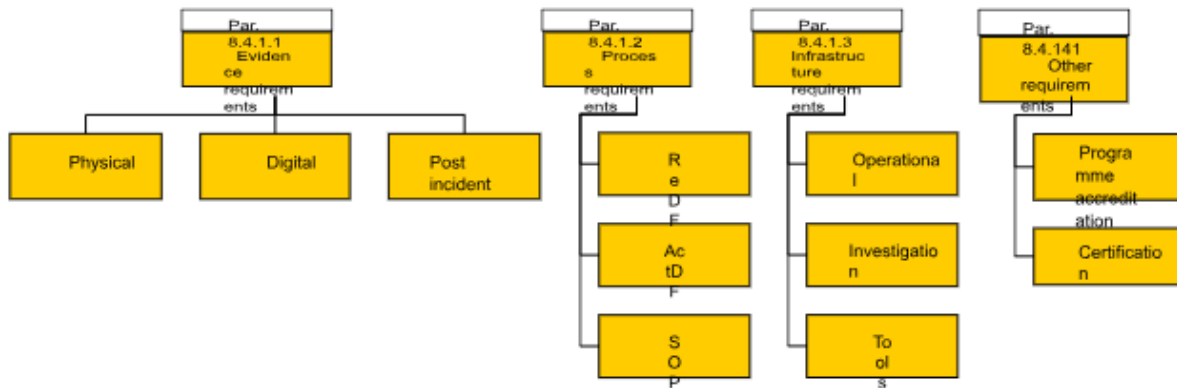 Par.
8.4.1.1
Eviden
ce
requirem
ents
Physical
Digital
Post
incident
Par.
8.4.1.2
Proces
s
requirem
ents
R
e
D
F
Ac
tD
F
S
O
P
Par.
8.4.1.3
Infrastruc
ture
requirem
ents
Operationa
l
Investigatio
n
To
ol
s
Par.
8.4.141
Other
requirem
ents
Progra
mme
accredit
ation
Certificatio
n